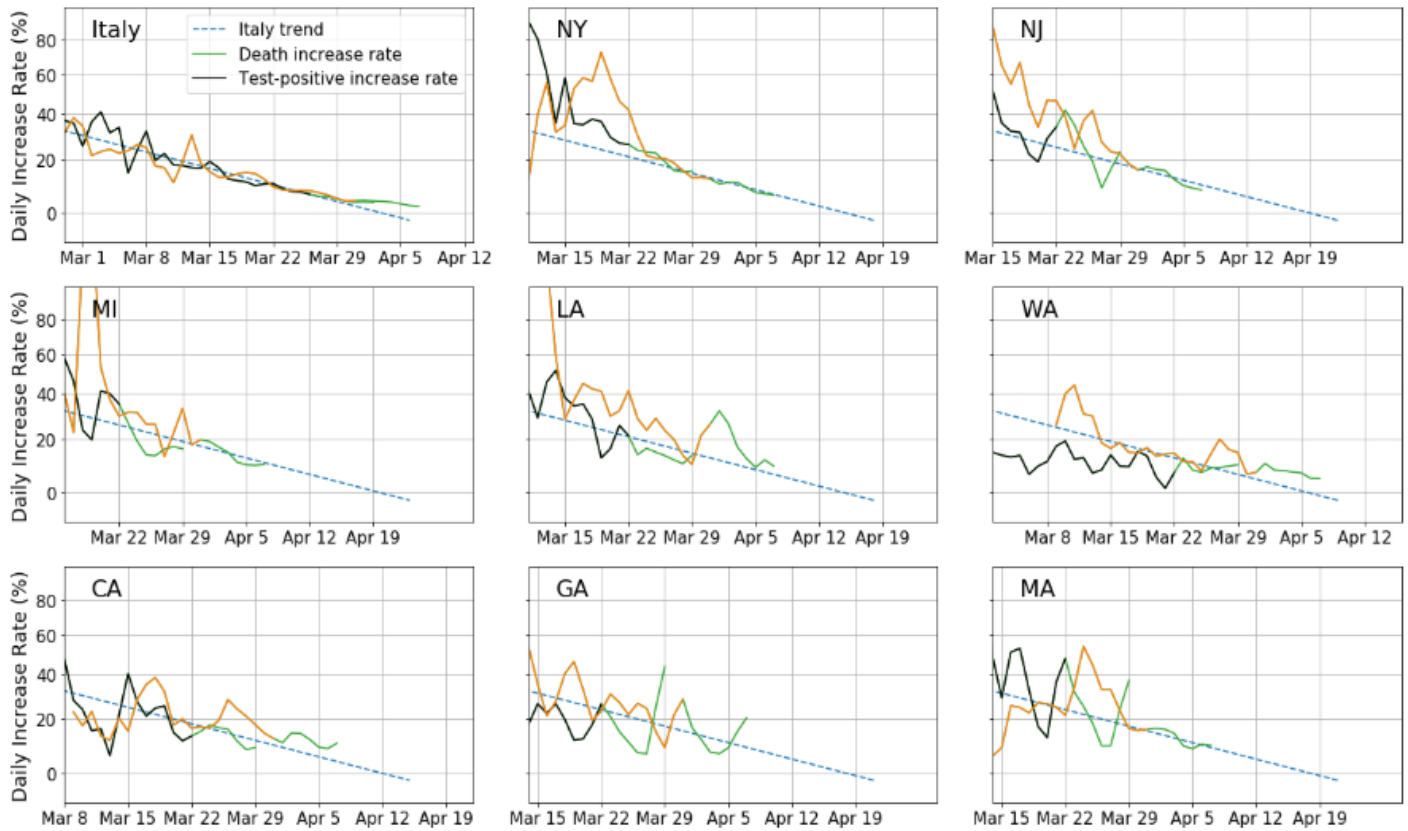 Daily Increase Rate (%)
80
60
40
20
0
Italy
Italy trend
Death increase rate
Test-positive increase rate
Mar 1 Mar 8 Mar 15 Mar 22 Mar 29 Apr 5 Apr 12
NY
Mar 15 Mar 22 Mar 29 Apr 5 Apr 12 Apr 19
NJ
Mar 15 Mar 22 Mar 29 Apr 5 Apr 12 Apr 19
Daily Increase Rate (%)
80
60
40
20
0
MI
Mar 22 Mar 29 Apr 5 Apr 12 Apr 19
LA
Mar 15 Mar 22 Mar 29 Apr 5 Apr 12 Apr 19
WA
Mar 8 Mar 15 Mar 22 Mar 29 Apr 5 Apr 12
Daily Increase Rate (%)
80
60
40
20
0
CA
Mar 8 Mar 15 Mar 22 Mar 29 Apr 5 Apr 12 Apr 19
GA
Mar 15 Mar 22 Mar 29 Apr 5 Apr 12 Apr 19
MA
Mar 15 Mar 22 Mar 29 Apr 5 Apr 12 Apr 19